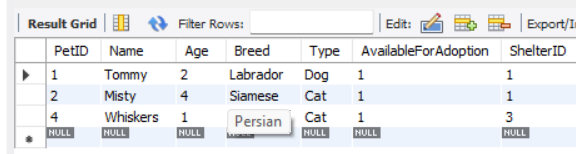 Result Grid Filter Rows: Edit: Export/I
PetID Name Age Breed Type AvailableForAdoption ShelterID
1 Tommy 2 Labrador Dog 1 1
2 Misty 4 Siamese Cat 1 1
4 Whiskers 1 Persian Cat 1 3
NULL NULL NULL NULL NULL NULL NULL